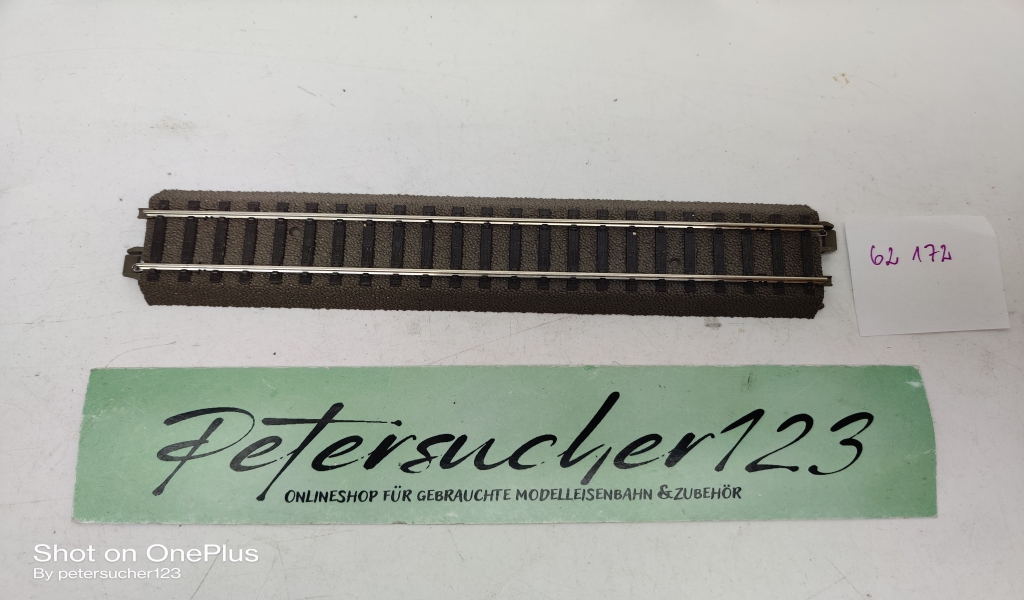 62 172
Petersucher123
ONLINESHOP FÜR GEBRAUCHTE MODELLEISENBAHN & ZUBEHÖR
Shot on OnePlus
By petersucher123